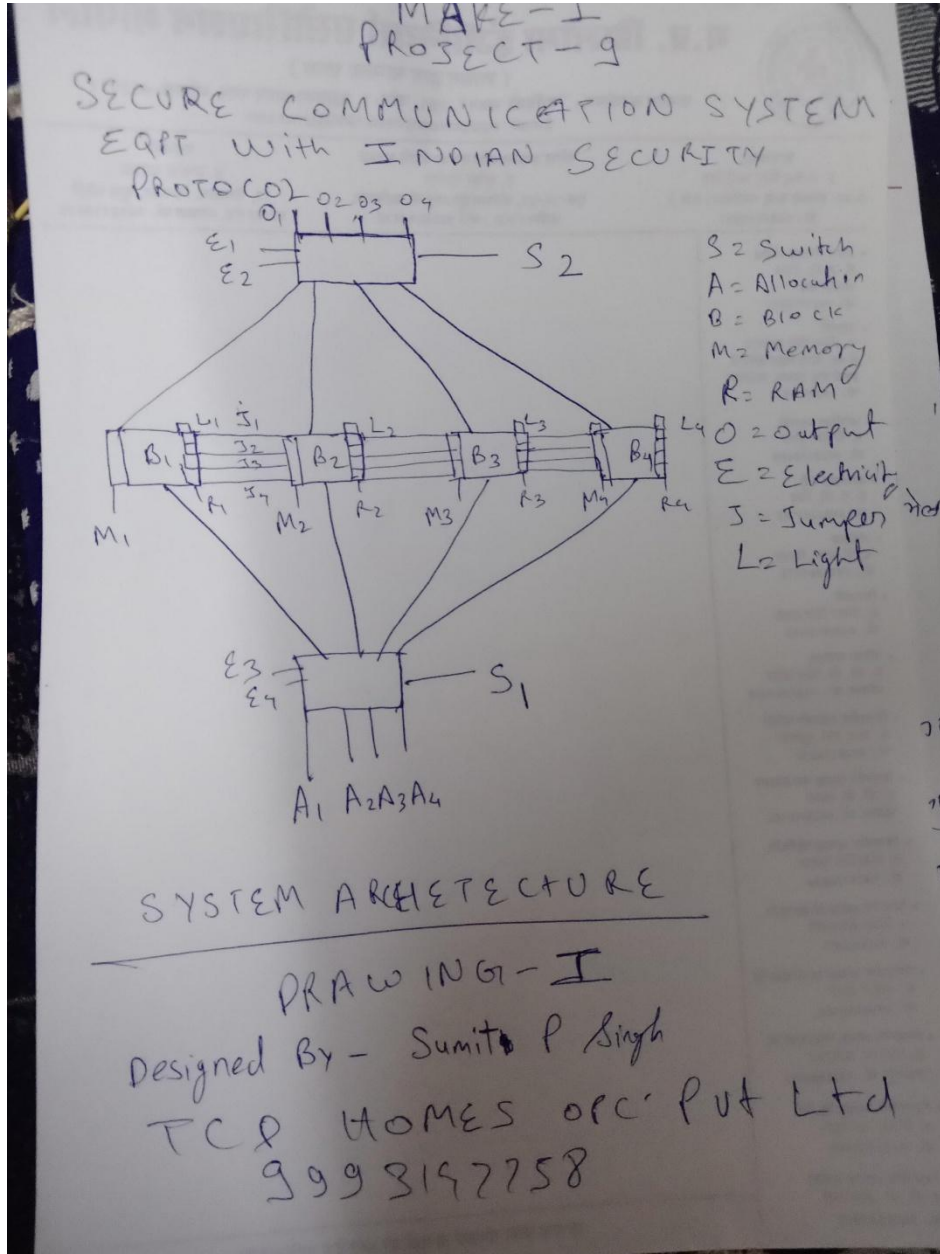 MAKE-I
PROJECT-9
SECURE COMMUNICATION SYSTEM
EQPT With INDIAN SECURITY
PROTOCOL
O1 O2 O3 O4
E1
E2
S2
S = Switch
A = Allocation
B = Block
M = Memory
R = RAM
O = Output
E = Electricity
J = Jumper
L = Light
L1 J1 L2 L3 L4
B1 J2 B2 B3 B4
J3
J4
M1 R1 M2 R2 M3 R3 M4 R4
E3
E4
S1
A1 A2 A3 A4
SYSTEM ARCHETECTURE
DRAWING-I
Designed By - Sumit P Singh
HOMES OPC Pvt Ltd